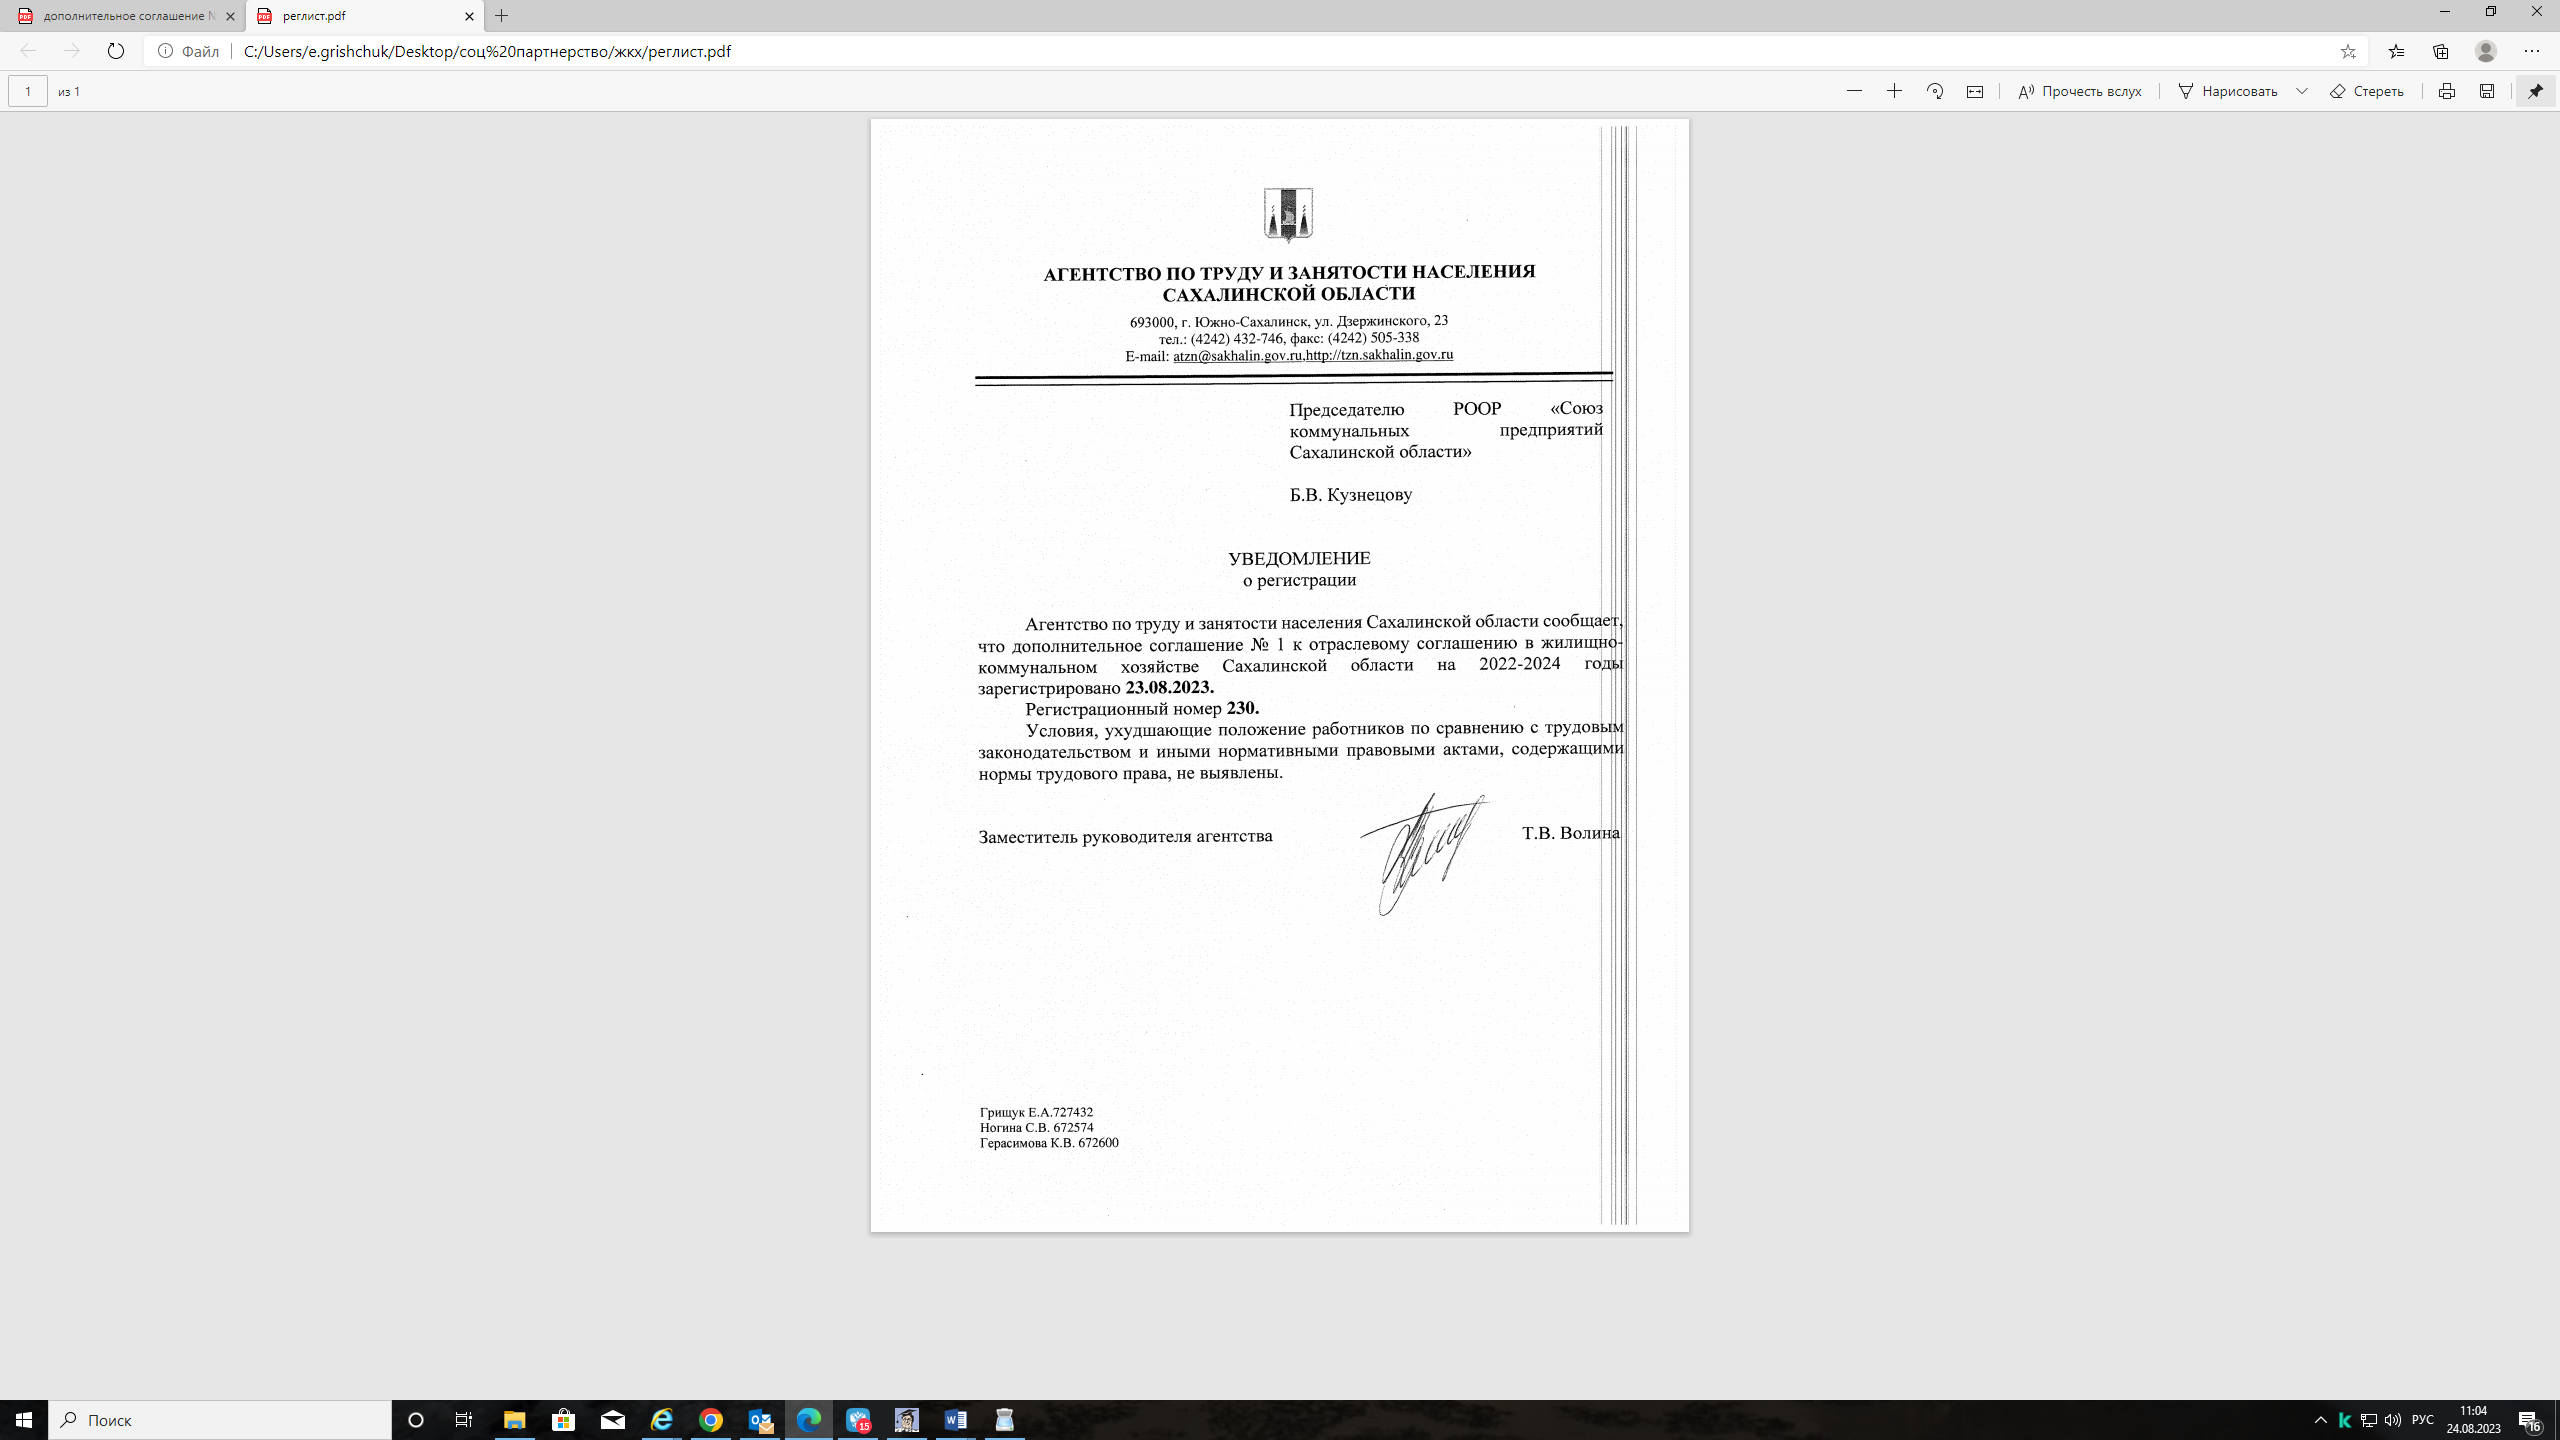 дополнительное соглашение
реглист.pdf
Файл
C:/Users/e.grishchuk/Desktop/соц%20партнерство/жкх/реглист.pdf
1 из 1
Прочесть вслух
Нарисовать
Стереть
АГЕНТСТВО ПО ТРУДУ И ЗАНЯТОСТИ НАСЕЛЕНИЯ
САХАЛИНСКОЙ ОБЛАСТИ
693000, г. Южно-Сахалинск, ул. Дзержинского, 23
тел.: (4242) 432-746, факс: (4242) 505-338
E-mail: atzn@sakhalin.gov.ru,http://tzn.sakhalin.gov.ru
Председателю РООР «Союз
коммунальных предприятий
Сахалинской области»
Б.В. Кузнецову
УВЕДОМЛЕНИЕ
о регистрации
Агентство по труду и занятости населения Сахалинской области сообщает,
что дополнительное соглашение № 1 к отраслевому соглашению в жилищно-
коммунальном хозяйстве Сахалинской области на 2022-2024 годы
зарегистрировано 23.08.2023.
Регистрационный номер 230.
Условия, ухудшающие положение работников по сравнению с трудовым
законодательством и иными нормативными правовыми актами, содержащими
нормы трудового права, не выявлены.
Заместитель руководителя агентства
Т.В. Волина
Грищук Е.А.727432
Ногина С.В. 672574
Герасимова К.В. 672600
Поиск
15
РУС
11:04
24.08.2023
16